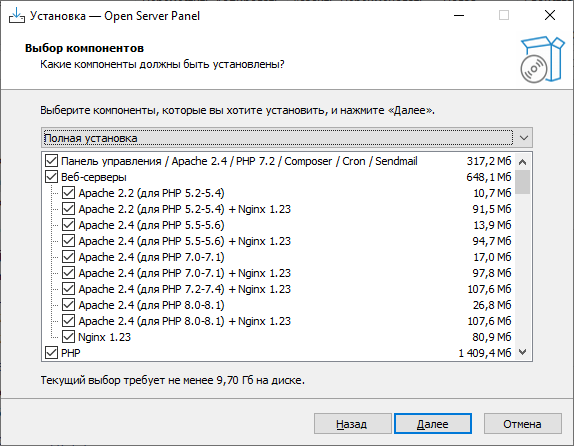 Установка — Open Server Panel
Выбор компонентов
Какие компоненты должны быть установлены?
Выберите компоненты, которые вы хотите установить, и нажмите «Далее».
Полная установка
Панель управления / Apache 2.4 / PHP 7.2 / Composer / Cron / Sendmail 317,2 Мб
Веб-серверы 648,1 Мб
Apache 2.2 (для PHP 5.2-5.4) 10,7 Мб
Apache 2.2 (для PHP 5.2-5.4) + Nginx 1.23 91,5 Мб
Apache 2.4 (для PHP 5.5-5.6) 13,9 Мб
Apache 2.4 (для PHP 5.5-5.6) + Nginx 1.23 94,7 Мб
Apache 2.4 (для PHP 7.0-7.1) 17,0 Мб
Apache 2.4 (для PHP 7.0-7.1) + Nginx 1.23 97,8 Мб
Apache 2.4 (для PHP 7.2-7.4) + Nginx 1.23 107,6 Мб
Apache 2.4 (для PHP 8.0-8.1) 26,8 Мб
Apache 2.4 (для PHP 8.0-8.1) + Nginx 1.23 107,6 Мб
Nginx 1.23 80,9 Мб
PHP 1 409,4 Мб
Текущий выбор требует не менее 9,70 Гб на диске.
Назад Далее Отмена